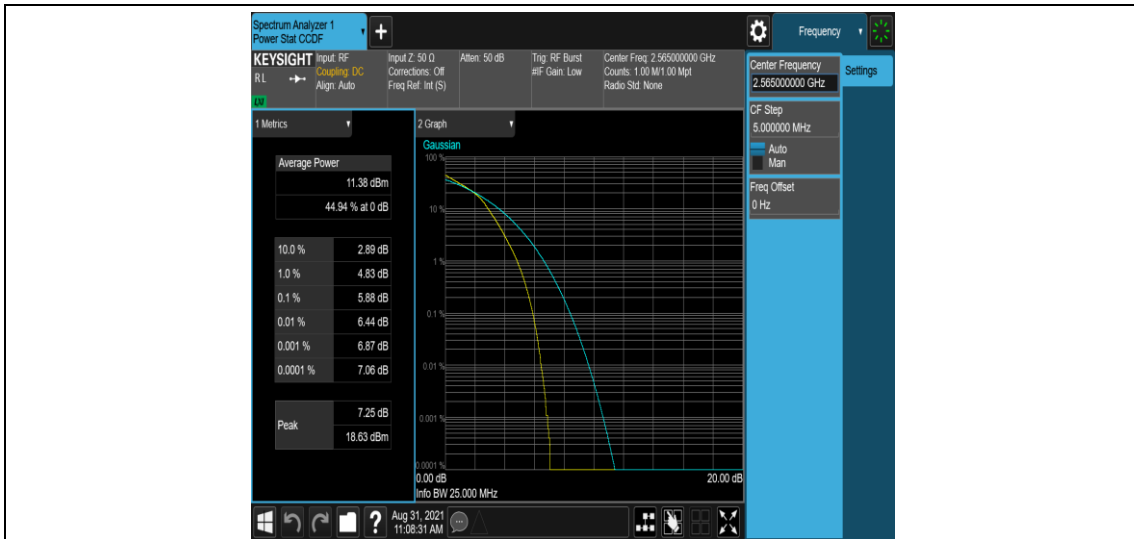 Spectrum Analyzer 1
Power Stat CCDF
+
Frequency
KEYSIGHT
RL
LXI
Input: RF
Coupling: DC
Align: Auto
Input Z: 50 Ω
Corrections: Off
Freq Ref: Int (S)
Atten: 50 dB
Trig: RF Burst
#IF Gain: Low
Center Freq: 2.565000000 GHz
Counts: 1.00 M/1.00 Mpt
Radio Std: None
Center Frequency
2.565000000 GHz
Settings
CF Step
5.000000 MHz
Auto
Man
Freq Offset
0 Hz
1 Metrics
Average Power
11.38 dBm
44.94 % at 0 dB
10.0 % 2.89 dB
1.0 % 4.83 dB
0.1 % 5.88 dB
0.01 % 6.44 dB
0.001 % 6.87 dB
0.0001 % 7.06 dB
Peak
7.25 dB
18.63 dBm
2 Graph
Gaussian
100 %
10 %
1 %
0.1 %
0.01 %
0.001 %
0.0001 %
0.00 dB 20.00 dB
Info BW 25.000 MHz
?
Aug 31, 2021
11:08:31 AM